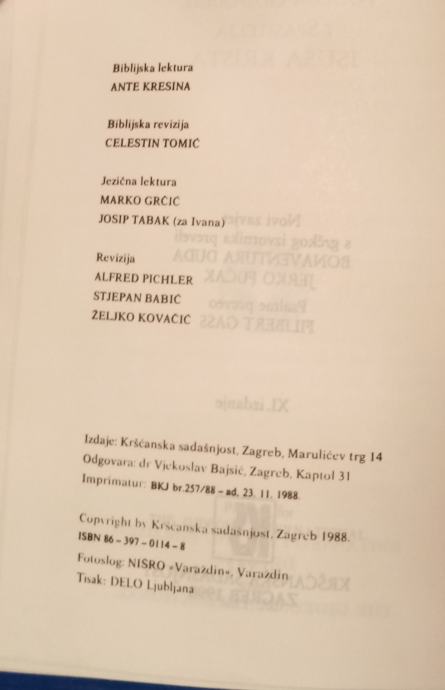 Biblijska lektura
ANTE KRESINA
Biblijska revizija
CELESTIN TOMIĆ
Jezična lektura
MARKO GRČIĆ
JOSIP TABAK (za Ivana)
Revizija
ALFRED PICHLER
STJEPAN BABIĆ
ŽELJKO KOVAČIĆ
Izdaje: Kršćanska sadašnjost, Zagreb, Marulićev trg 14
Odgovara: dr Vjekoslav Bajsić, Zagreb, Kaptol 31
Imprimatur: BKJ br. 257/88 – ad, 23. 11. 1988.
Copyright by Kršćanska sadašnjost, Zagreb 1988.
ISBN 86 – 397 – 0114 – 8
Fotoslog: NIŠRO »Varaždin«, Varaždin
Tisak: DELO Ljubljana